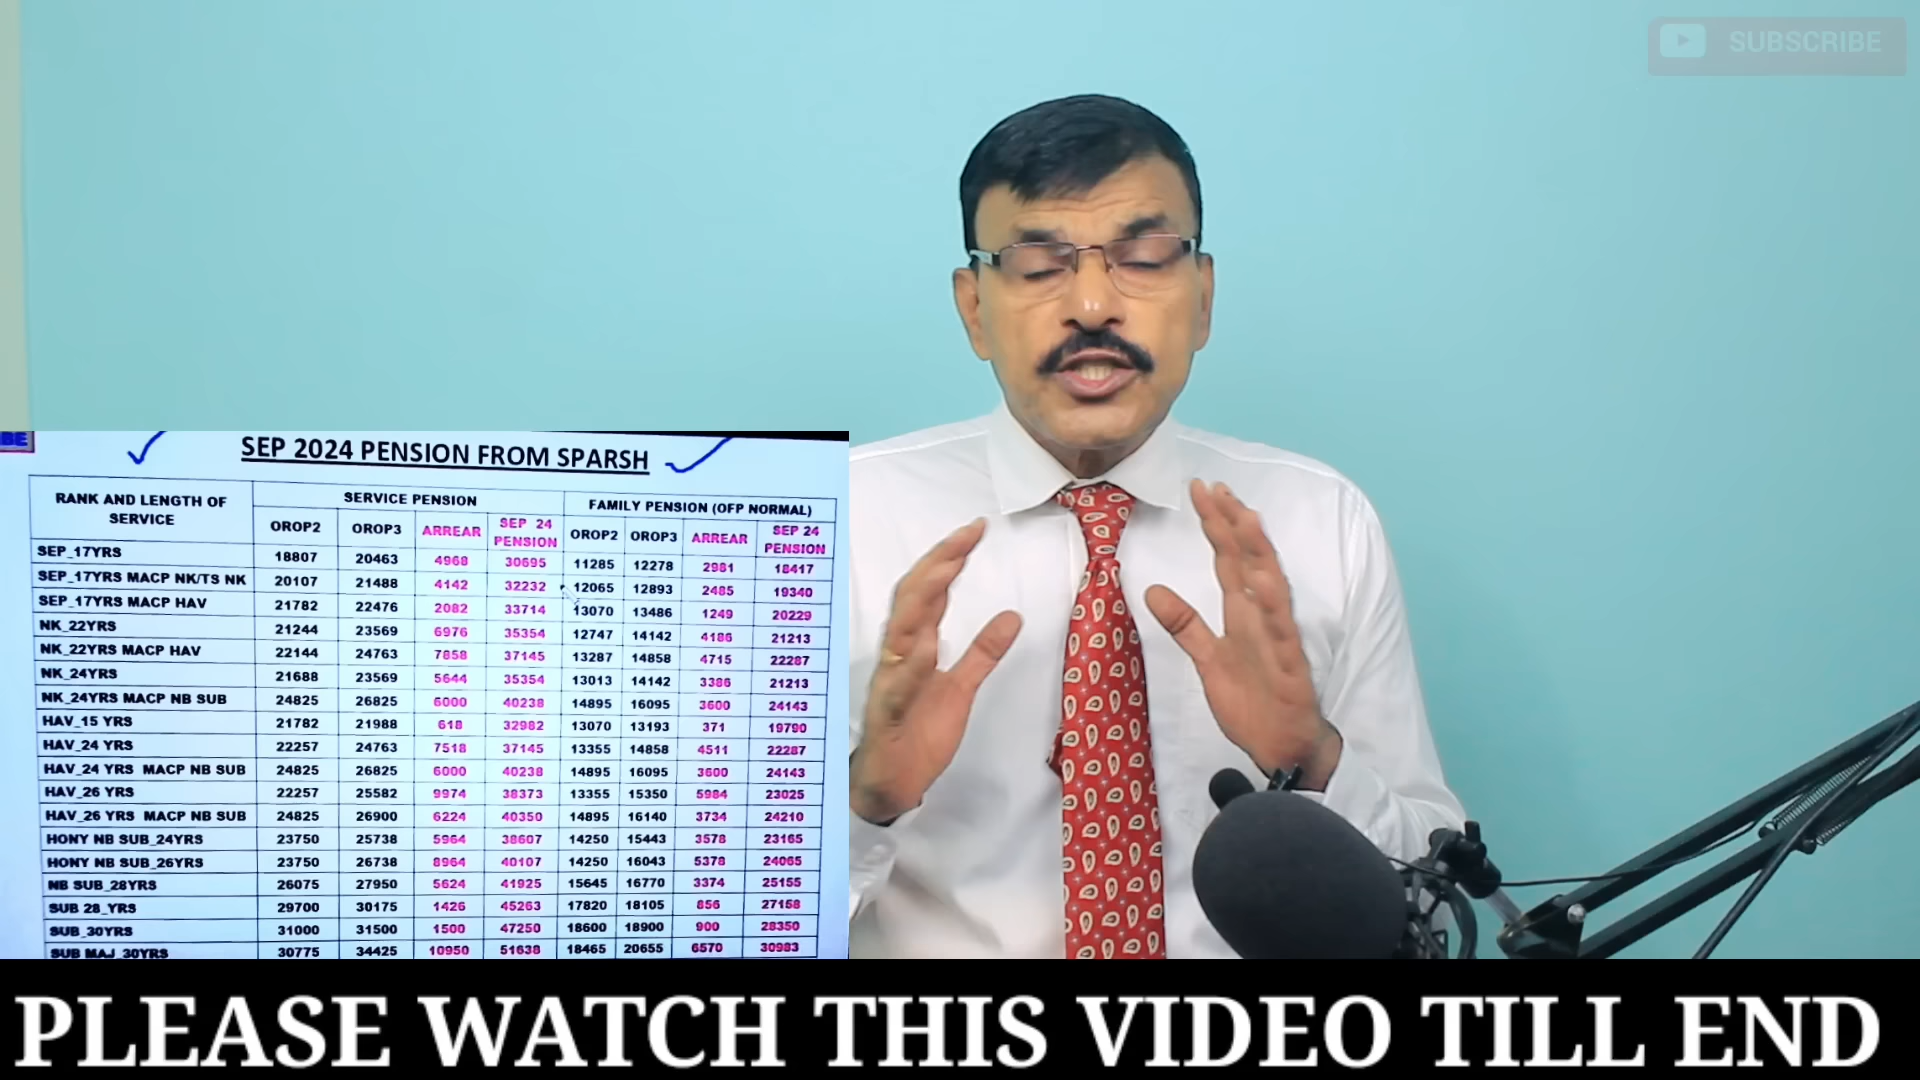 SUBSCRIBE
BE
SEP 2024 PENSION FROM SPARSH
RANK AND LENGTH OF SERVICE SERVICE PENSION FAMILY PENSION (OFP NORMAL)
OROP2 OROP3 ARREAR SEP 24 PENSION OROP2 OROP3 ARREAR SEP 24 PENSION
SEP_17YRS 18807 20463 4968 30695 11285 12278 2981 18417
SEP_17YRS MACP NK/TS NK 20107 21488 4142 32232 12065 12893 2485 19340
SEP_17YRS MACP HAV 21782 22476 2082 33714 13070 13486 1249 20229
NK_22YRS 21244 23569 6976 35354 12747 14142 4186 21213
NK_22YRS MACP HAV 22144 24763 7858 37145 13287 14858 4715 22287
NK_24YRS 21688 23569 5644 35354 13013 14142 3386 21213
NK_24YRS MACP NB SUB 24825 26825 6000 40238 14895 16095 3600 24143
HAV_15 YRS 21782 21988 618 32982 13070 13193 371 19790
HAV_24 YRS 22257 24763 7518 37145 13355 14858 4511 22287
HAV_24 YRS MACP NB SUB 24825 26825 6000 40238 14895 16095 3600 24143
HAV_26 YRS 22257 25582 9974 38373 13355 15350 5984 23025
HAV_26 YRS MACP NB SUB 24825 26900 6224 40350 14895 16140 3734 24210
HONY NB SUB_24YRS 23750 25738 5964 38607 14250 15443 3578 23165
HONY NB SUB_26YRS 23750 26738 8964 40107 14250 16043 5378 24065
NB SUB_28YRS 26075 27950 5624 41925 15645 16770 3374 25155
SUB 28_YRS 29700 30175 1426 45263 17820 18105 856 27158
SUB_30YRS 31000 31500 1500 47250 18600 18900 900 28350
SUB MAJ_30YRS 30775 34425 10950 51638 18465 20655 6570 30983
PLEASE WATCH THIS VIDEO TILL END